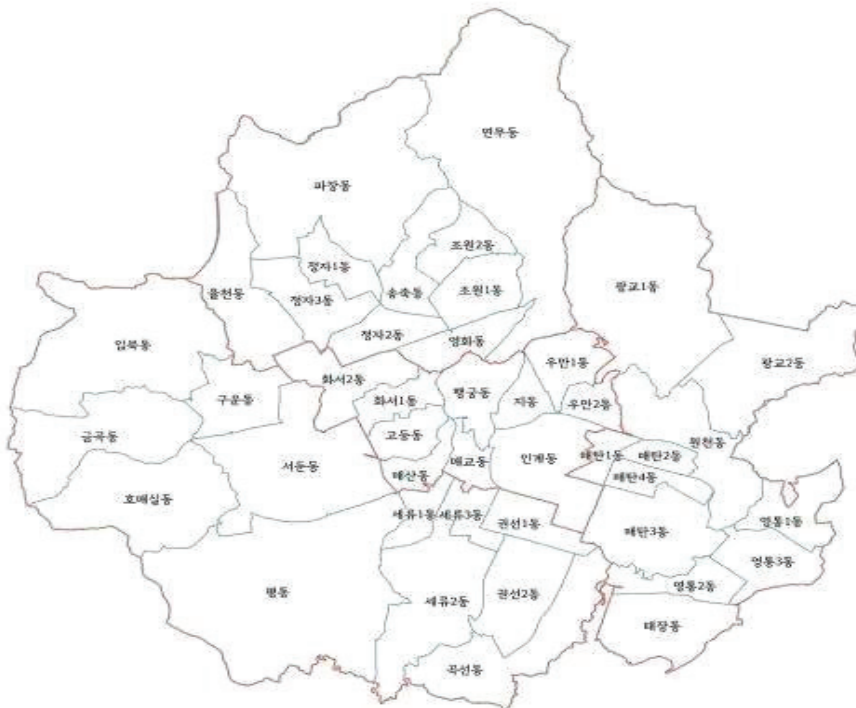 연무동
파장동
조원2동
정자1동
광교1동
율천동
송죽동
조원1동
정자3동
정자2동
영화동
입북동
우만1동
광교2동
화서2동
구운동
화서1동
행궁동
지동
우만2동
금곡동
고등동
원천동
서둔동
매교동
인계동
매탄1동
매탄2동
매산동
매탄4동
호매실동
세류1동
세류3동
권선1동
매탄3동
영통1동
영통3동
평동
영통2동
세류2동
권선2동
태장동
곡선동